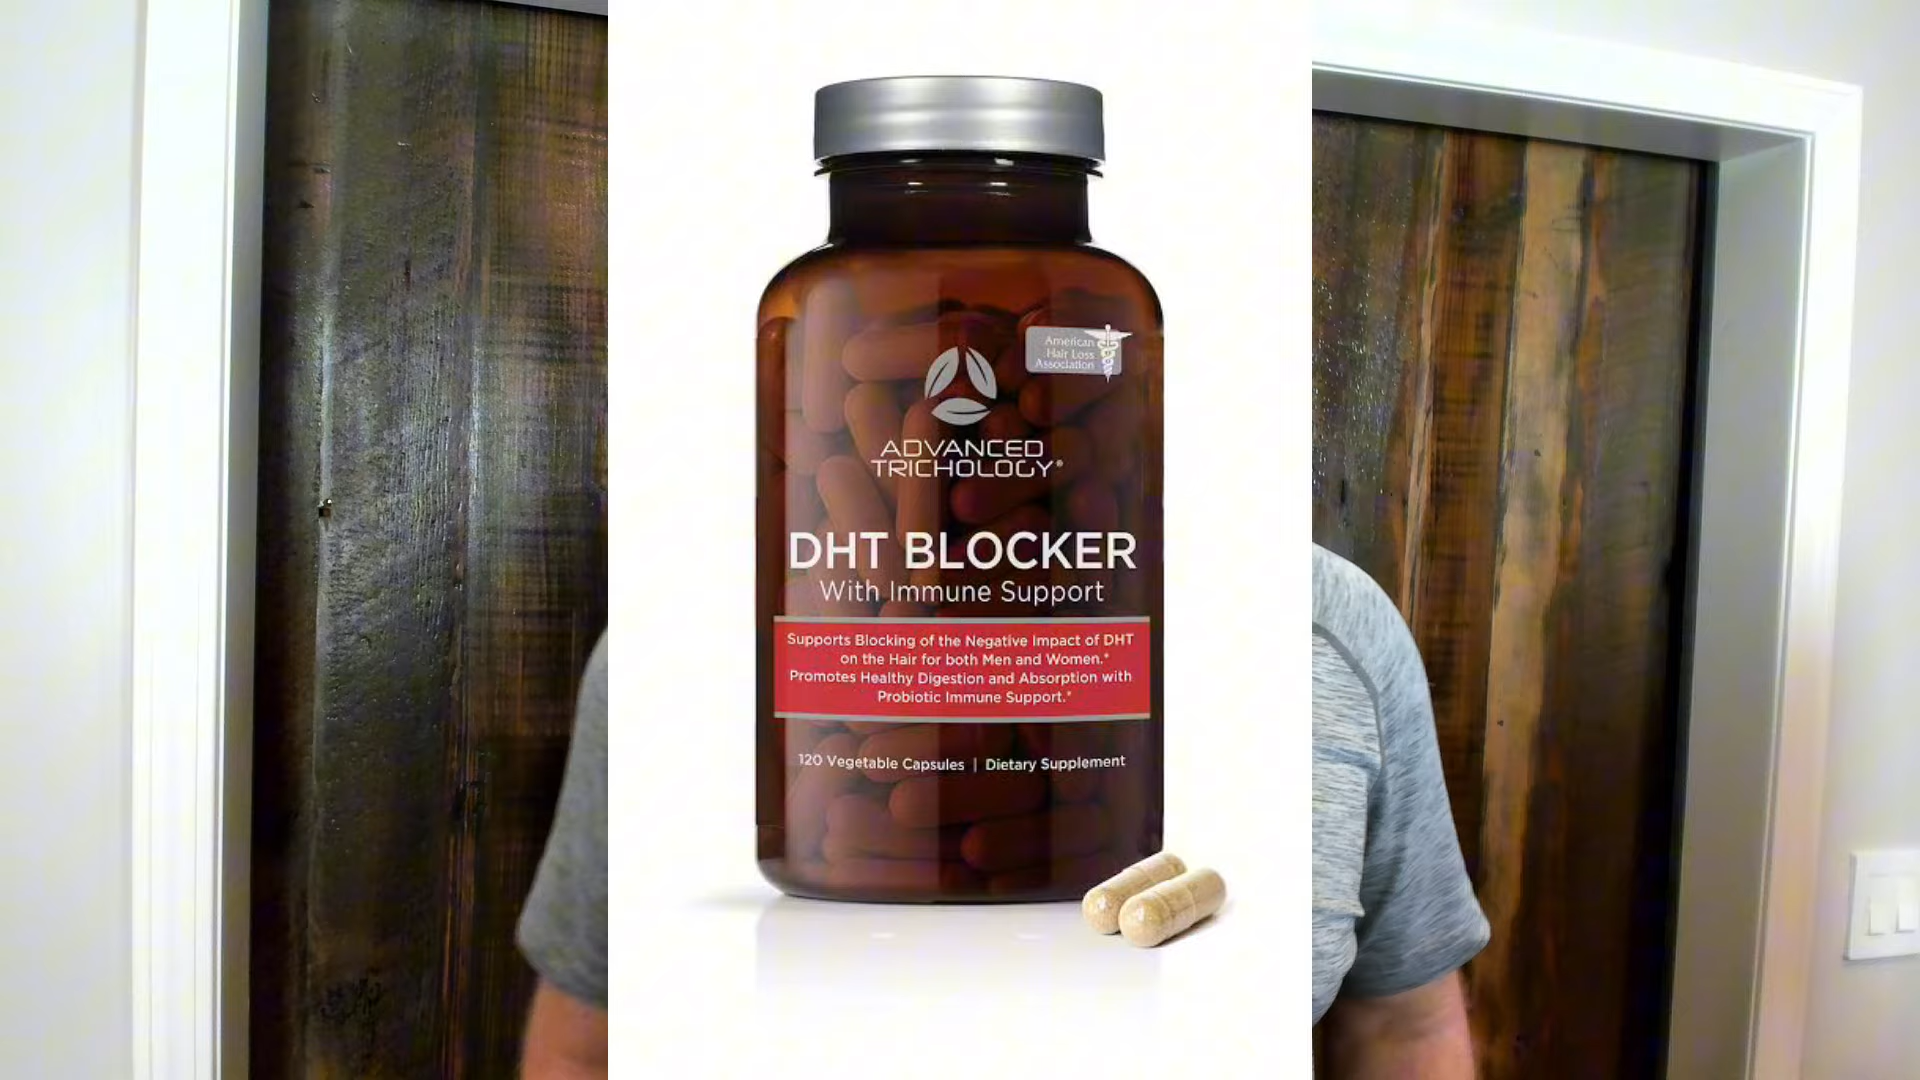 American
Hair Loss
Association
ADVANCED
TRICHOLOGY®
DHT BLOCKER
With Immune Support
Supports Blocking of the Negative Impact of DHT
on the Hair for both Men and Women.*
Promotes Healthy Digestion and Absorption with
Probiotic Immune Support.*
120 Vegetable Capsules | Dietary Supplement